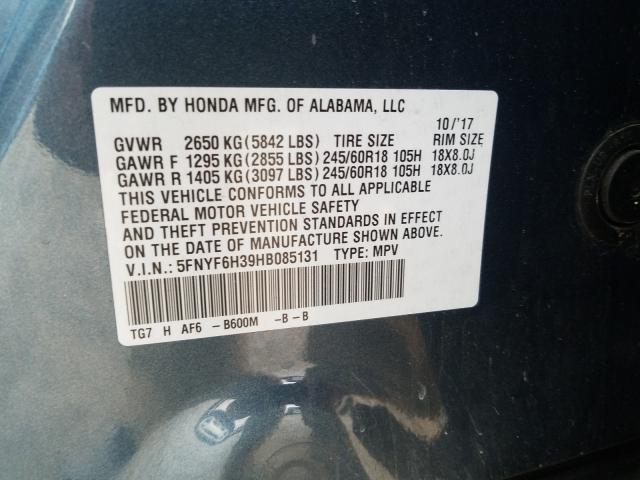 MFD. BY HONDA MFG. OF ALABAMA, LLC
10/'17
GVWR 2650 KG (5842 LBS) TIRE SIZE RIM SIZE
GAWR F 1295 KG (2855 LBS) 245/60R18 105H 18X8.0J
GAWR R 1405 KG (3097 LBS) 245/60R18 105H 18X8.0J
THIS VEHICLE CONFORMS TO ALL APPLICABLE
FEDERAL MOTOR VEHICLE SAFETY
AND THEFT PREVENTION STANDARDS IN EFFECT
ON THE DATE OF MANUFACTURE SHOWN ABOVE.
V.I.N.: 5FNYF6H39HB085131 TYPE: MPV
TG7 H AF6 -B600M -B-B